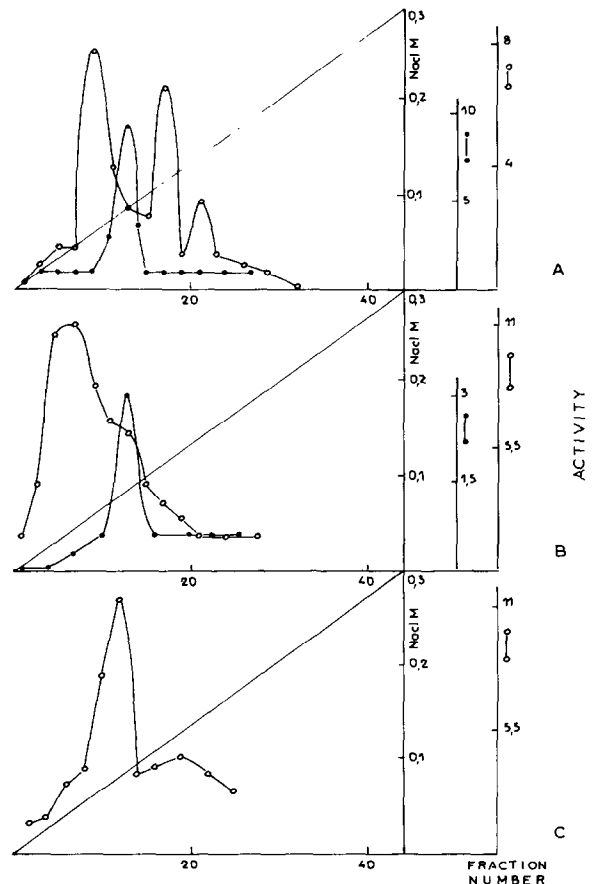 0,3
8
Nacl M
0,2
10
4
0,1
5
A
20
40
0,3
11
Nacl M
0,2
3
5,5
ACTIVITY
0,1
1,5
B
20
40
0,3
11
Nacl M
0,2
5,5
0,1
C
20
40
FRACTION
NUMBER